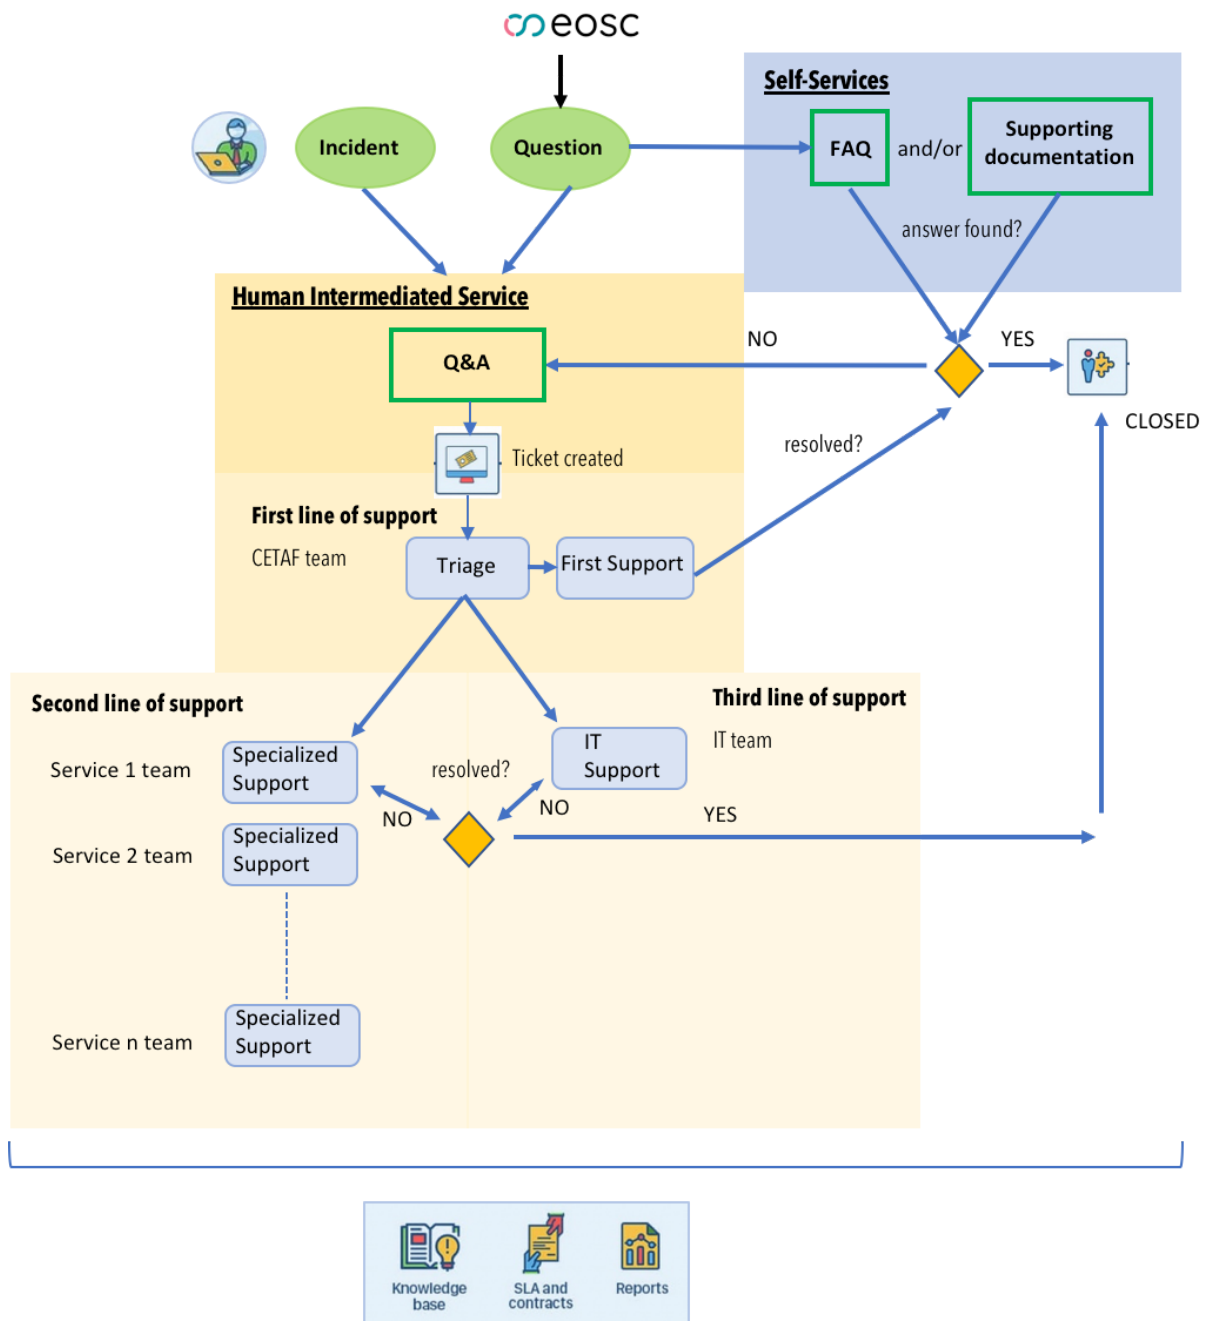 eosc
Self-Services
Incident
Question
FAQ
and/or
Supporting
documentation
answer found?
Human Intermediated Service
Q&A
NO
YES
CLOSED
resolved?
Ticket created
First line of support
CETAF team
Triage
First Support
Second line of support
Third line of support
IT team
Service 1 team
Specialized
Support
resolved?
IT
Support
NO
NO
YES
Service 2 team
Specialized
Support
Service n team
Specialized
Support
Knowledge
base
SLA and
contracts
Reports